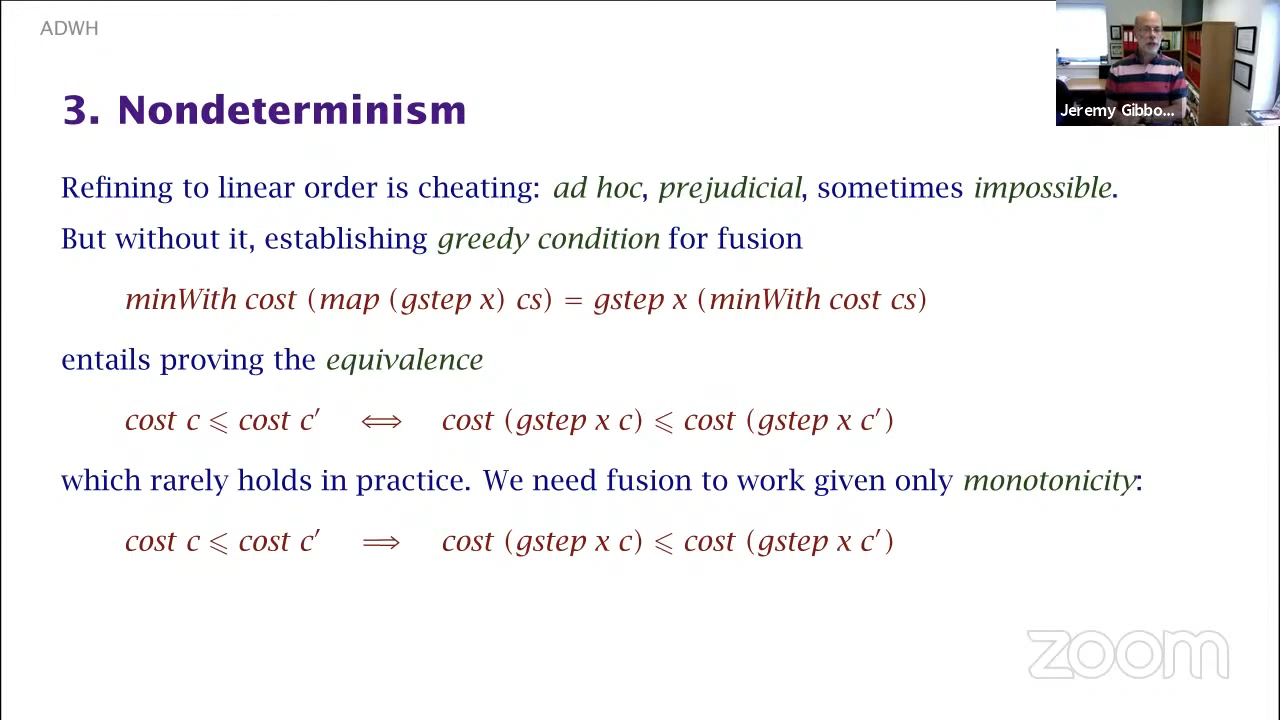 ADWH
Jeremy Gibbo...
3. Nondeterminism
Refining to linear order is cheating: ad hoc, prejudicial, sometimes impossible.
But without it, establishing greedy condition for fusion
minWith cost (map (gstep x) cs) = gstep x (minWith cost cs)
entails proving the equivalence
cost c ⩽ cost c′ ⟺ cost (gstep x c) ⩽ cost (gstep x c′)
which rarely holds in practice. We need fusion to work given only monotonicity:
cost c ⩽ cost c′ ⟹ cost (gstep x c) ⩽ cost (gstep x c′)
zoom